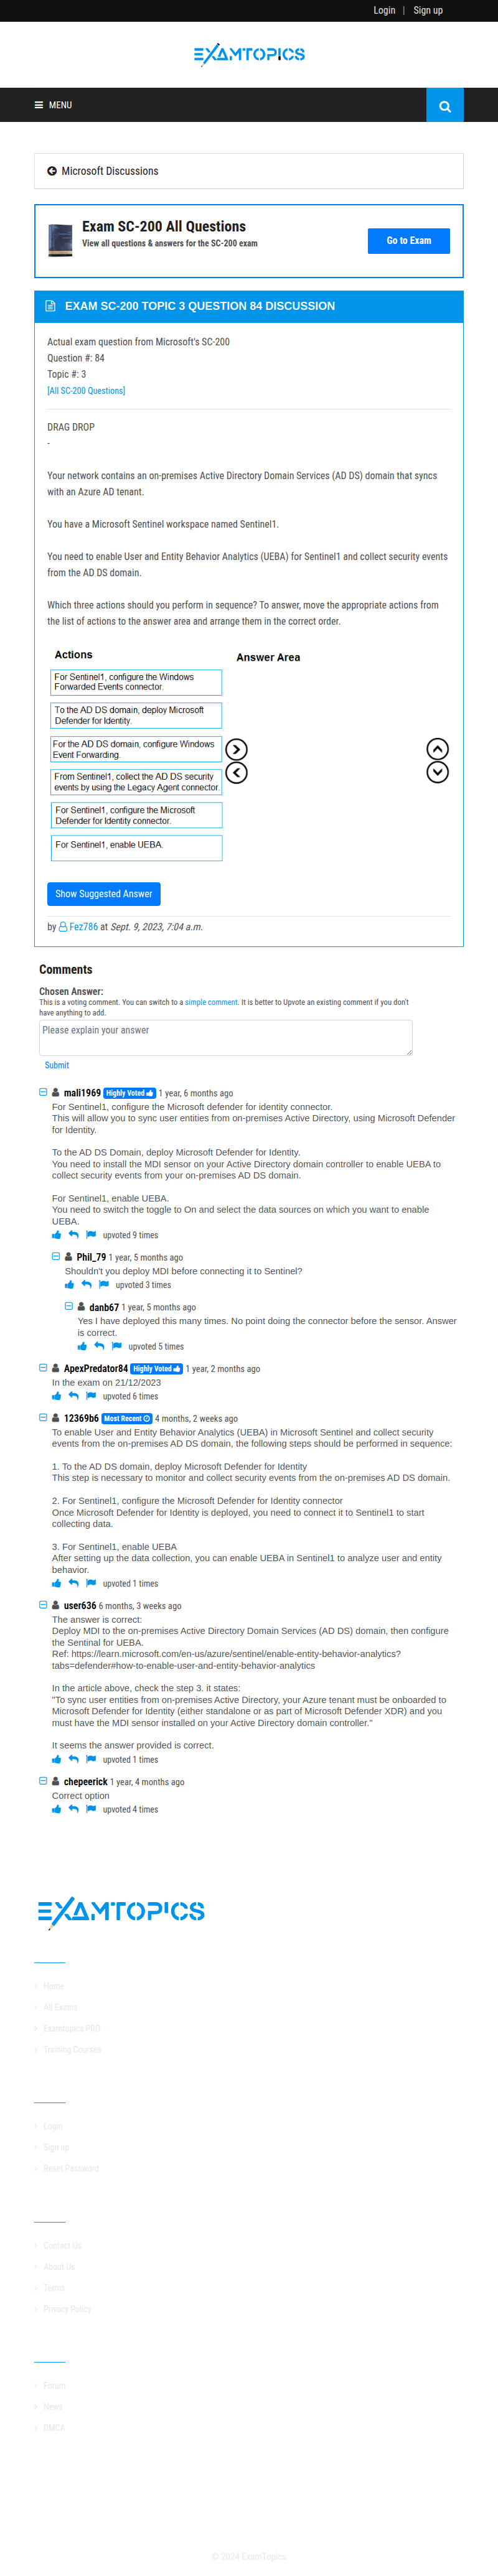 Login | Sign up
EXAMTOPICS
MENU
Microsoft Discussions
Exam SC-200 All Questions
View all questions & answers for the SC-200 exam
Go to Exam
EXAM SC-200 TOPIC 3 QUESTION 84 DISCUSSION
Actual exam question from Microsoft's SC-200
Question #: 84
Topic #: 3
[All SC-200 Questions]
DRAG DROP
-
Your network contains an on-premises Active Directory Domain Services (AD DS) domain that syncs
with an Azure AD tenant.
You have a Microsoft Sentinel workspace named Sentinel1.
You need to enable User and Entity Behavior Analytics (UEBA) for Sentinel1 and collect security events
from the AD DS domain.
Which three actions should you perform in sequence? To answer, move the appropriate actions from
the list of actions to the answer area and arrange them in the correct order.
Actions
Answer Area
For Sentinel1, configure the Windows
Forwarded Events connector.
To the AD DS domain, deploy Microsoft
Defender for Identity.
For the AD DS domain, configure Windows
Event Forwarding.
From Sentinel1, collect the AD DS security
events by using the Legacy Agent connector.
For Sentinel1, configure the Microsoft
Defender for Identity connector.
For Sentinel1, enable UEBA.
Show Suggested Answer
by Fez786 at Sept. 9, 2023, 7:04 a.m.
Comments
Chosen Answer:
This is a voting comment. You can switch to a simple comment. It is better to Upvote an existing comment if you don't
have anything to add.
Please explain your answer
Submit
mali1969 Highly Voted 1 year, 6 months ago
For Sentinel1, configure the Microsoft defender for identity connector.
This will allow you to sync user entities from on-premises Active Directory, using Microsoft Defender
for Identity.
To the AD DS Domain, deploy Microsoft Defender for Identity.
You need to install the MDI sensor on your Active Directory domain controller to enable UEBA to
collect security events from your on-premises AD DS domain.
For Sentinel1, enable UEBA.
You need to switch the toggle to On and select the data sources on which you want to enable
UEBA.
upvoted 9 times
Phil_79 1 year, 5 months ago
Shouldn't you deploy MDI before connecting it to Sentinel?
upvoted 3 times
danb67 1 year, 5 months ago
Yes I have deployed this many times. No point doing the connector before the sensor. Answer
is correct.
upvoted 5 times
ApexPredator84 Highly Voted 1 year, 2 months ago
In the exam on 21/12/2023
upvoted 6 times
12369b6 Most Recent 4 months, 2 weeks ago
To enable User and Entity Behavior Analytics (UEBA) in Microsoft Sentinel and collect security
events from the on-premises AD DS domain, the following steps should be performed in sequence:
1. To the AD DS domain, deploy Microsoft Defender for Identity
This step is necessary to monitor and collect security events from the on-premises AD DS domain.
2. For Sentinel1, configure the Microsoft Defender for Identity connector
Once Microsoft Defender for Identity is deployed, you need to connect it to Sentinel1 to start
collecting data.
3. For Sentinel1, enable UEBA
After setting up the data collection, you can enable UEBA in Sentinel1 to analyze user and entity
behavior.
upvoted 1 times
user636 6 months, 3 weeks ago
The answer is correct:
Deploy MDI to the on-premises Active Directory Domain Services (AD DS) domain, then configure
the Sentinal for UEBA.
Ref: https://learn.microsoft.com/en-us/azure/sentinel/enable-entity-behavior-analytics?
tabs=defender#how-to-enable-user-and-entity-behavior-analytics
In the article above, check the step 3. it states:
"To sync user entities from on-premises Active Directory, your Azure tenant must be onboarded to
Microsoft Defender for Identity (either standalone or as part of Microsoft Defender XDR) and you
must have the MDI sensor installed on your Active Directory domain controller."
It seems the answer provided is correct.
upvoted 1 times
chepeerick 1 year, 4 months ago
Correct option
upvoted 4 times
EXAMTOPICS
Home
All Exams
Examtopics PRO
Training Courses
Login
Sign up
Reset Password
Contact Us
About Us
Terms
Privacy Policy
Forum
News
DMCA
© 2024 ExamTopics